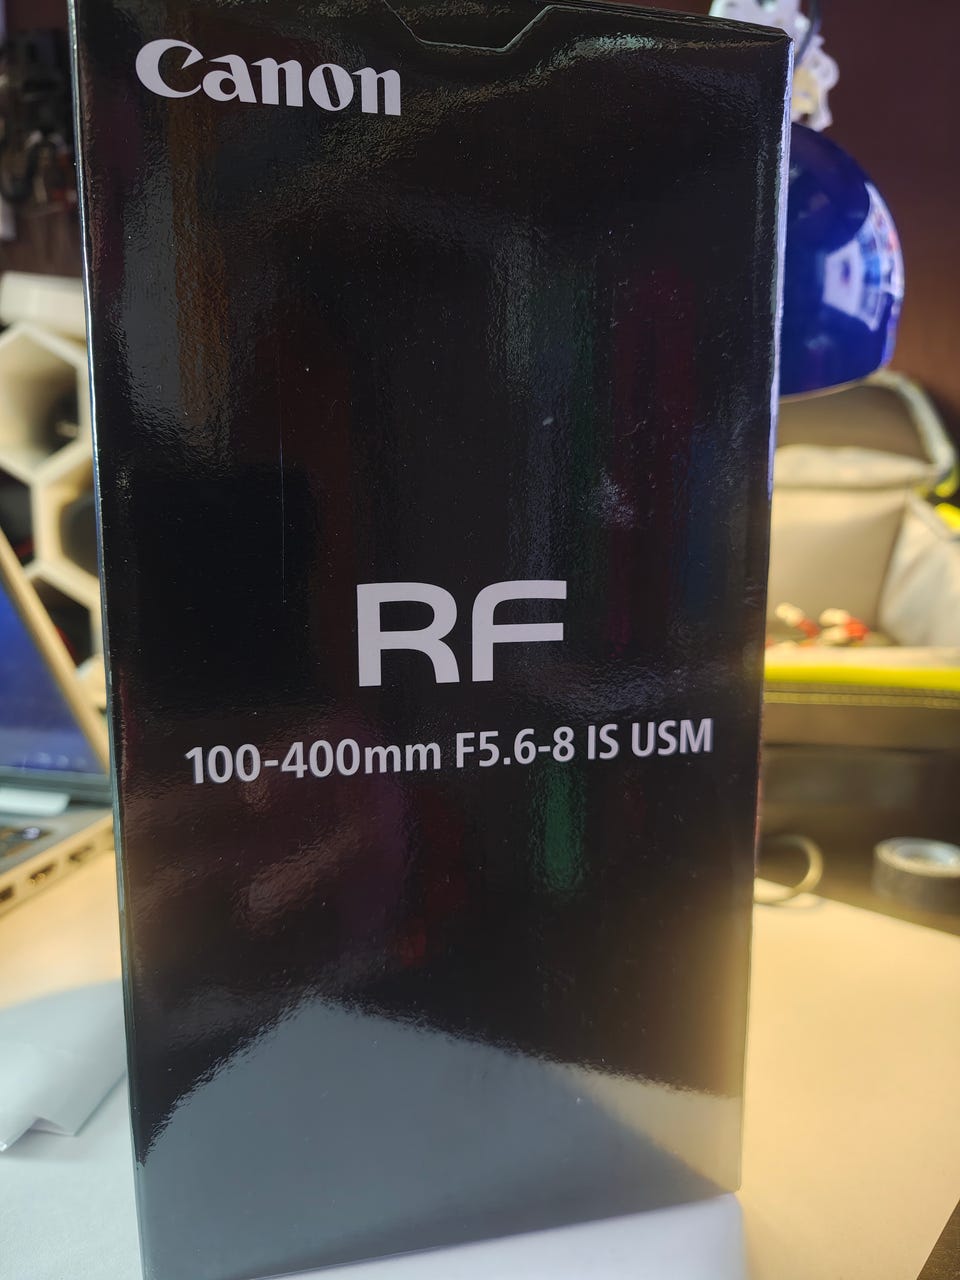 Canon
RF
100-400mm F5.6-8 IS USM